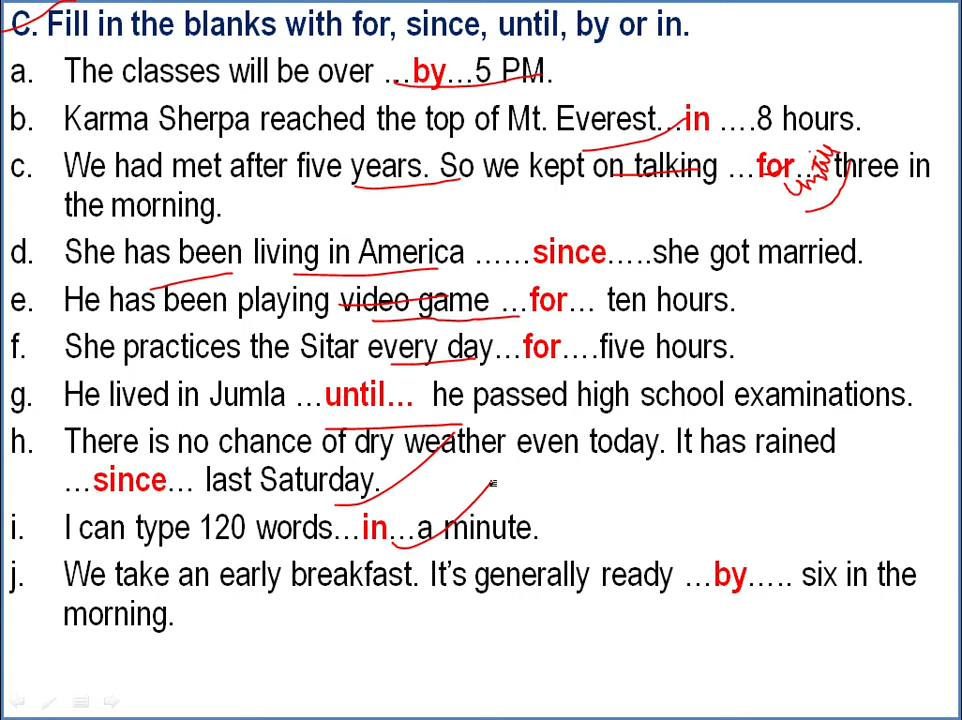 C. Fill in the blanks with for, since, until, by or in.
a. The classes will be over …by…5 PM.
b. Karma Sherpa reached the top of Mt. Everest…in ….8 hours.
c. We had met after five years. So we kept on talking …for… until three in
the morning.
d. She has been living in America ……since…..she got married.
e. He has been playing video game …for… ten hours.
f. She practices the Sitar every day…for….five hours.
g. He lived in Jumla …until… he passed high school examinations.
h. There is no chance of dry weather even today. It has rained
…since… last Saturday.
i. I can type 120 words…in…a minute.
j. We take an early breakfast. It’s generally ready …by….. six in the
morning.